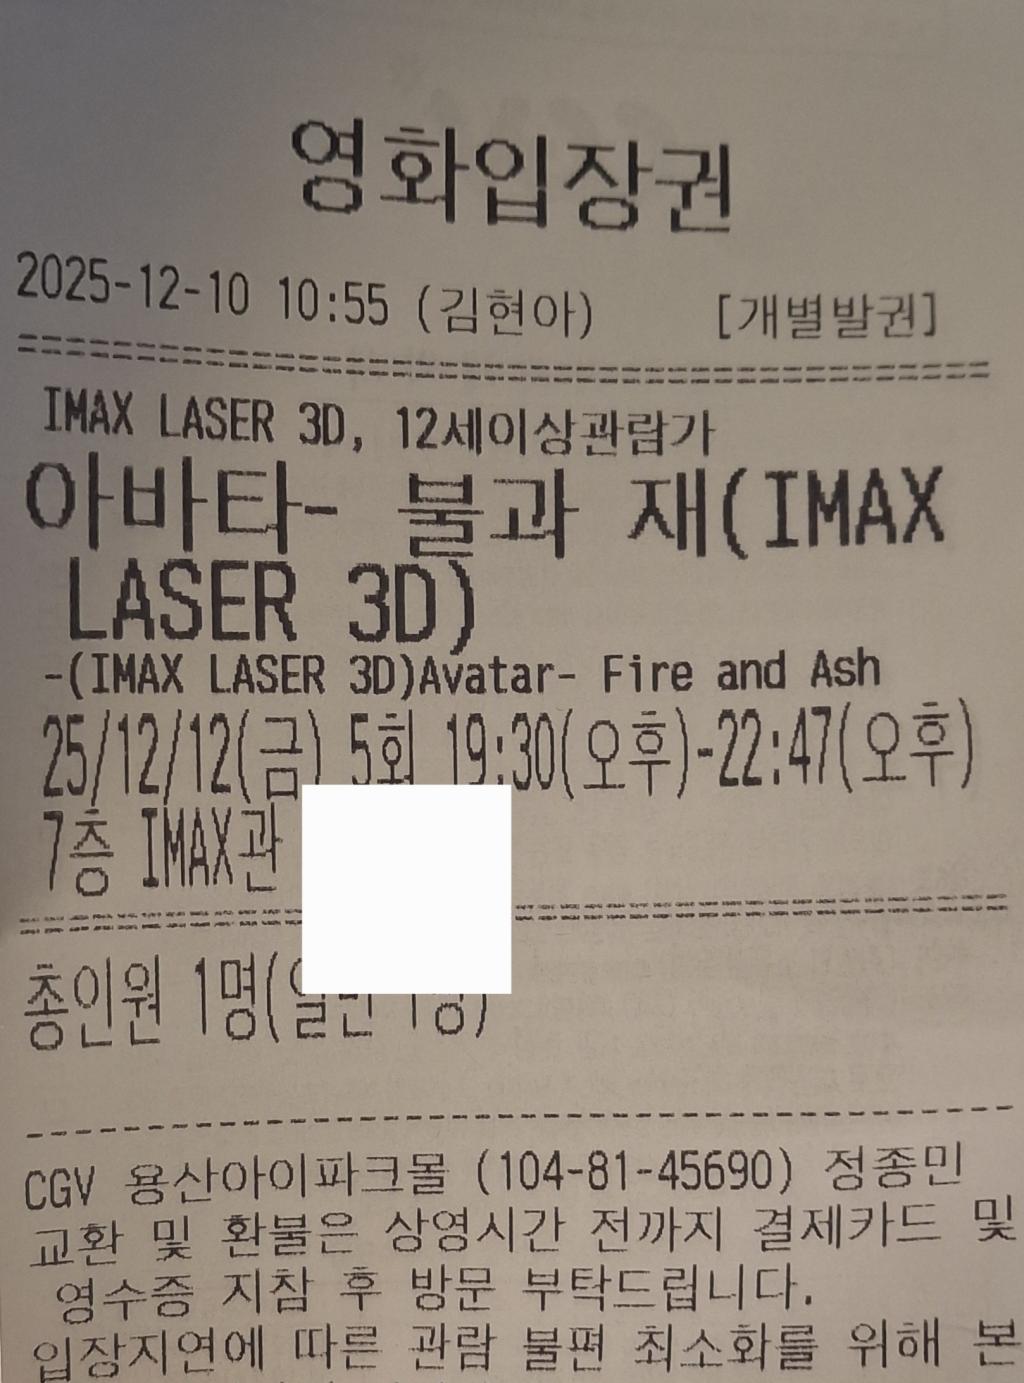 영화입장권
2025-12-10 10:55 (김현아) [개별발권]
IMAX LASER 3D, 12세이상관람가
아바타- 불과 재(IMAX
LASER 3D)
-(IMAX LASER 3D)Avatar- Fire and Ash
25/12/12(금) 5회 19:30(오후)-22:47(오후)
7층 IMAX관
총인원 1명(일반 1명)
CGV 용산아이파크몰 (104-81-45690) 정종민
교환 및 환불은 상영시간 전까지 결제카드 및
영수증 지참 후 방문 부탁드립니다.
입장지연에 따른 관람 불편 최소화를 위해 본